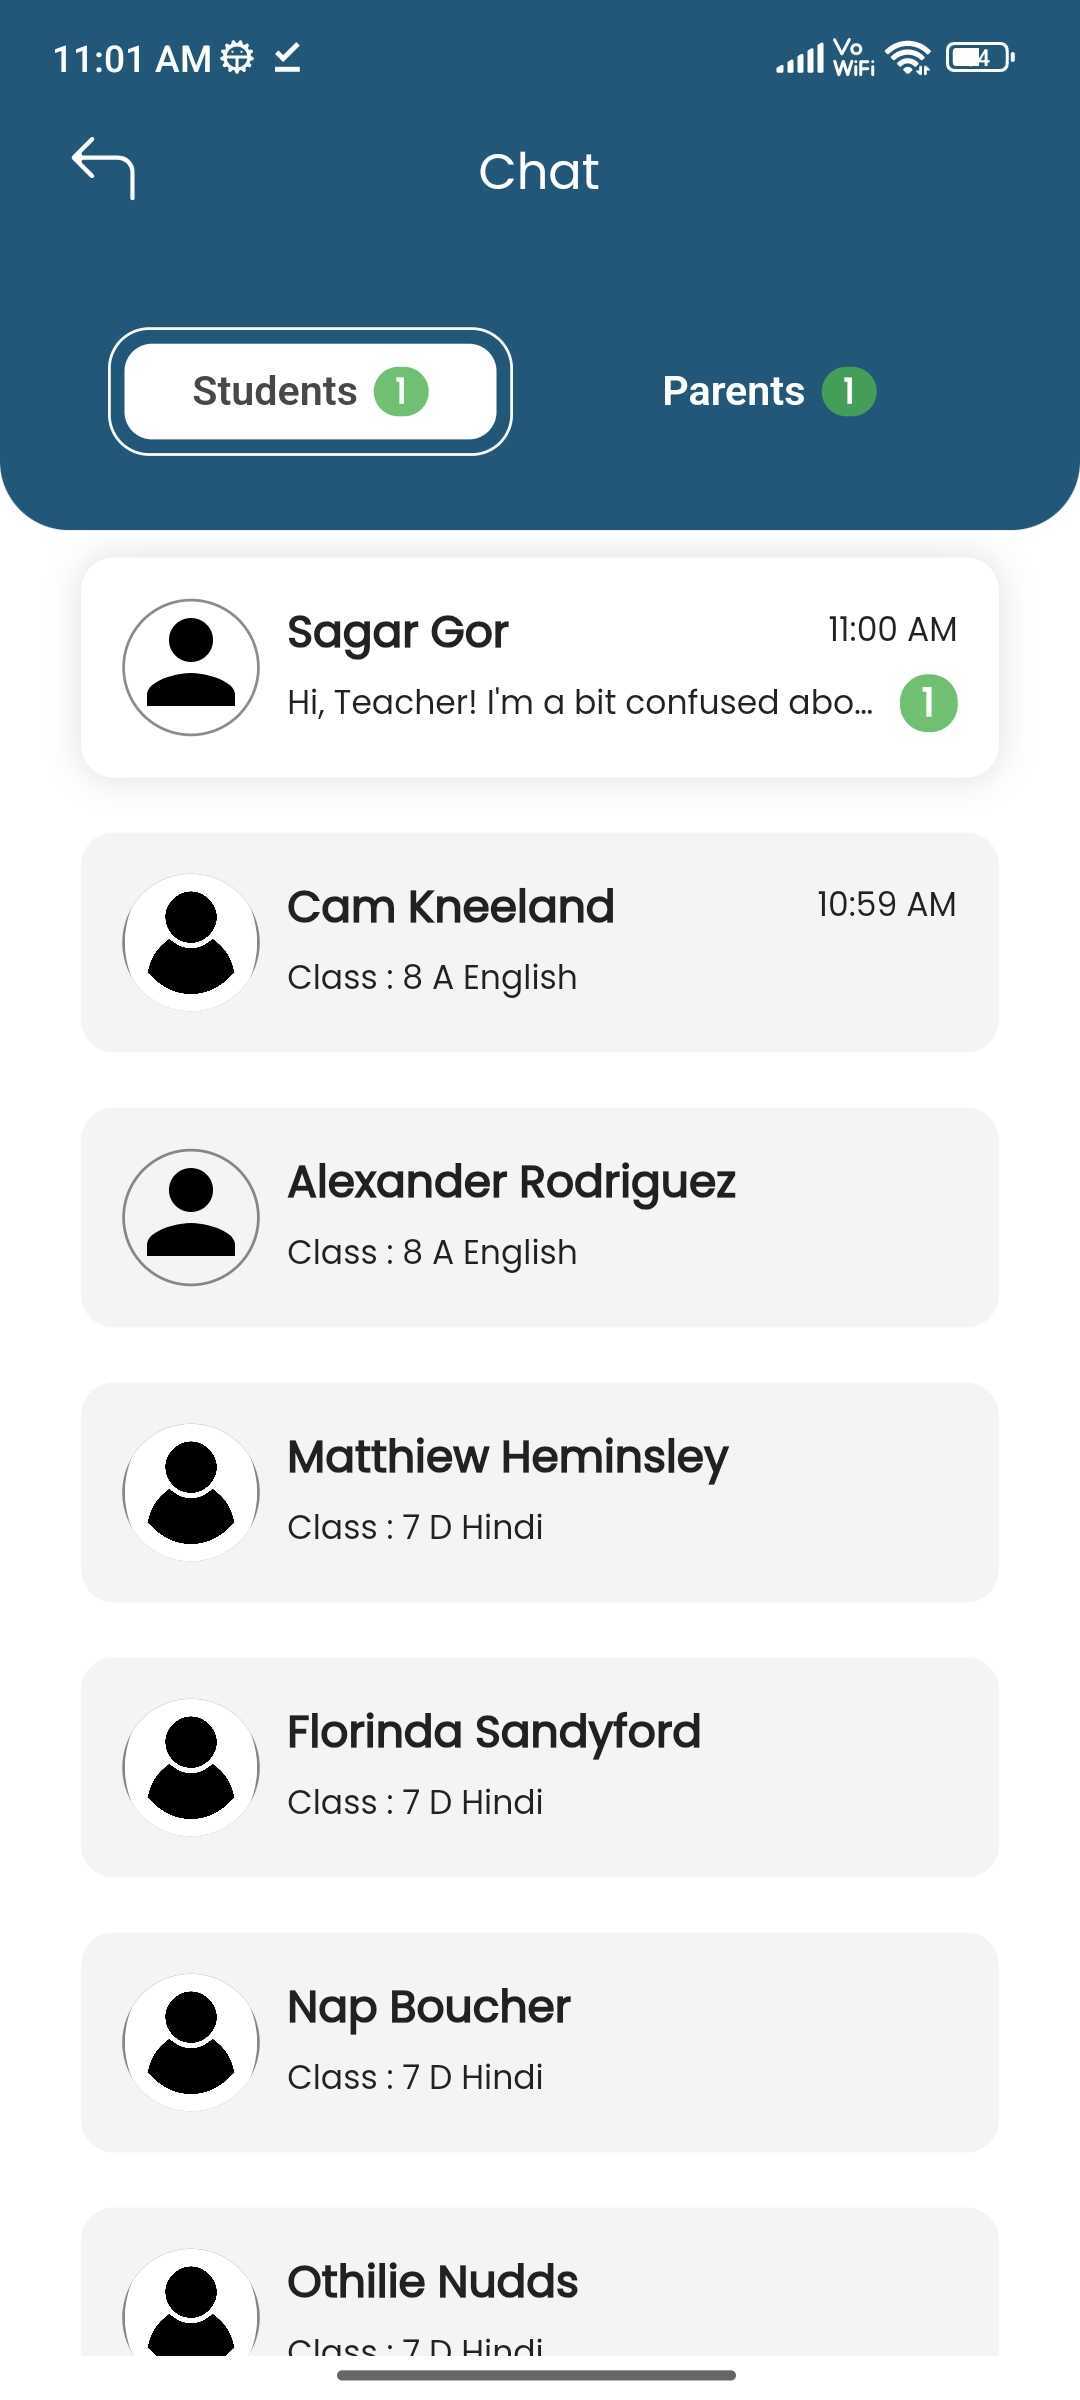 11:01 AM
Vo WiFi
Chat
Students 1
Parents 1
Sagar Gor
11:00 AM
Hi, Teacher! I'm a bit confused abo...
1
Cam Kneeland
10:59 AM
Class : 8 A English
Alexander Rodriguez
Class : 8 A English
Matthiew Heminsley
Class : 7 D Hindi
Florinda Sandyford
Class : 7 D Hindi
Nap Boucher
Class : 7 D Hindi
Othilie Nudds
Class : 7 D Hindi